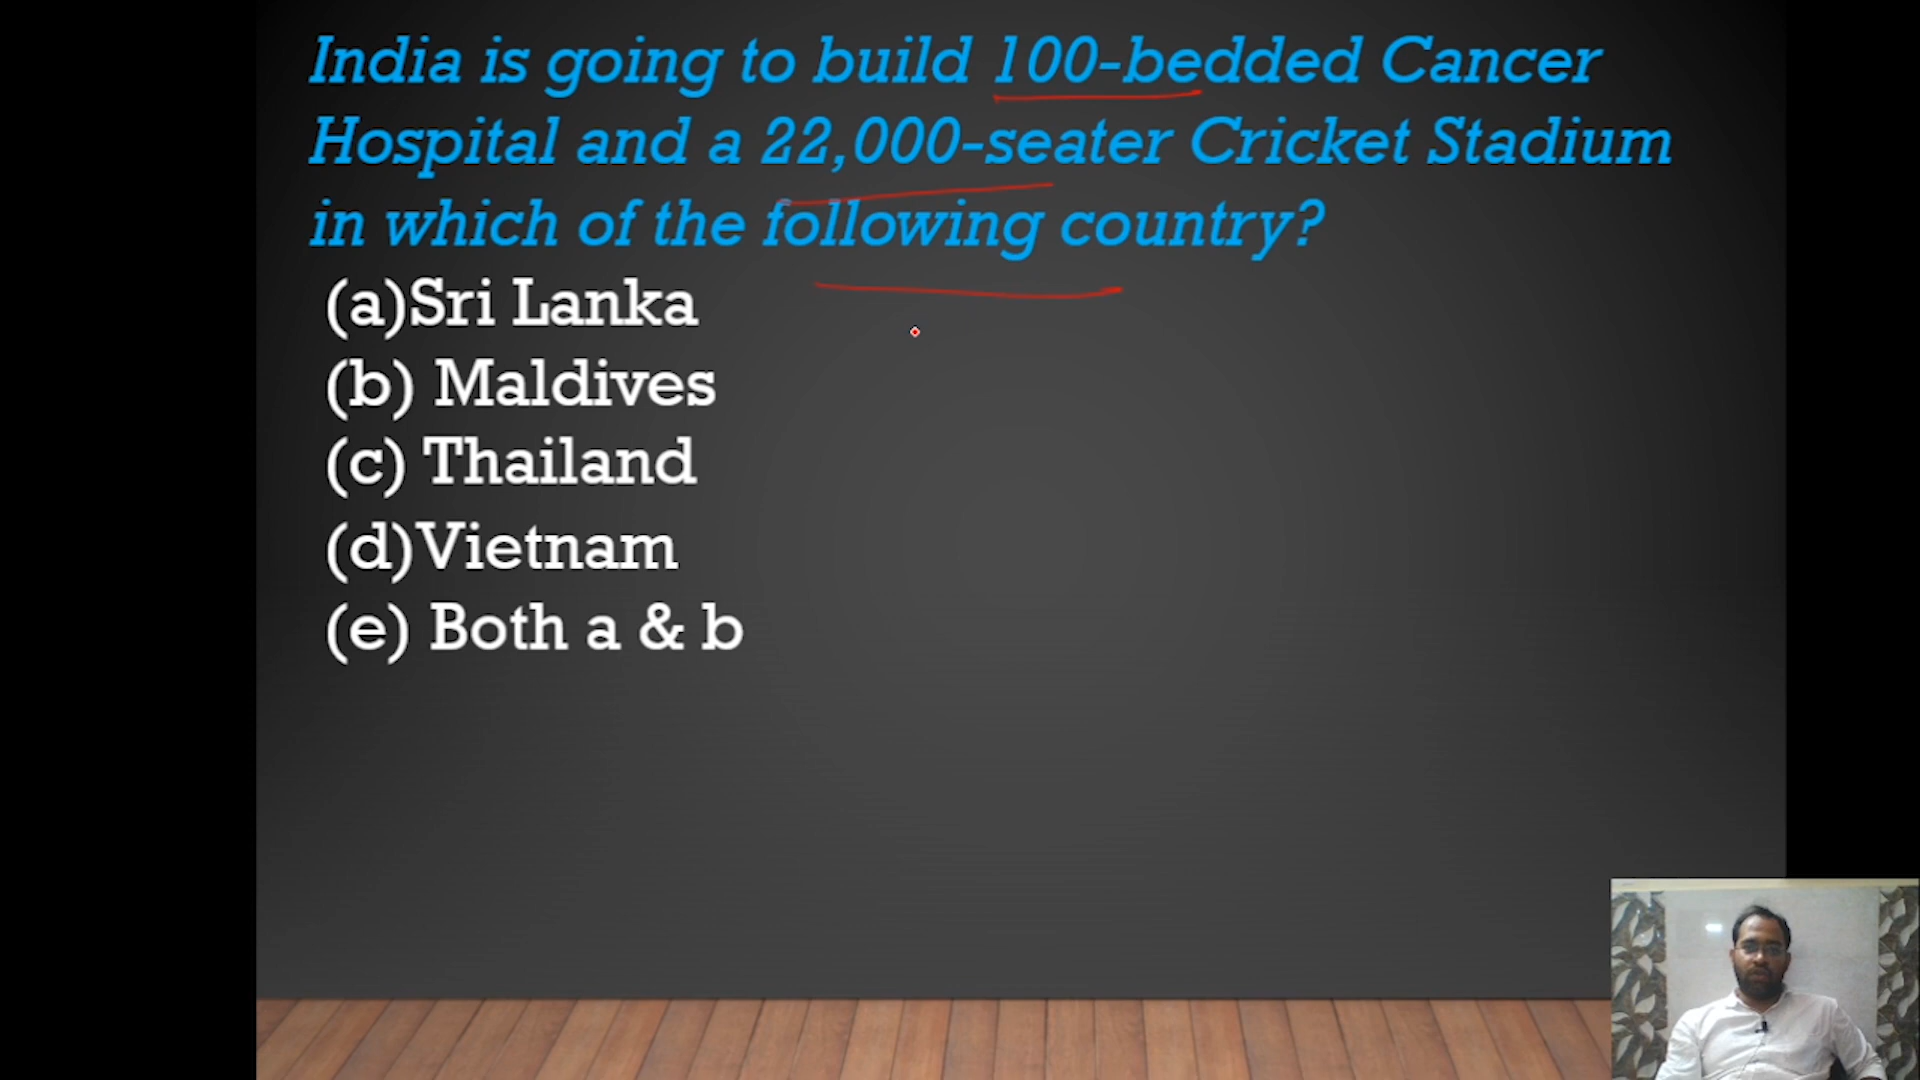 India is going to build 100-bedded Cancer
Hospital and a 22,000-seater Cricket Stadium
in which of the following country?
(a)Sri Lanka
(b) Maldives
(c) Thailand
(d)Vietnam
(e) Both a & b